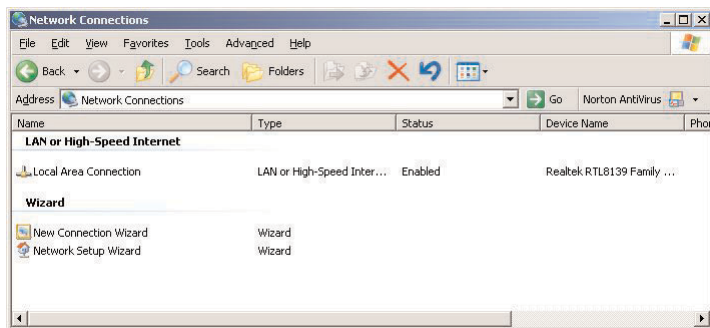 Network Connections
File Edit View Favorites Tools Advanced Help
Back Search Folders
Address Network Connections Go Norton AntiVirus
Name Type Status Device Name Pho
LAN or High-Speed Internet
Local Area Connection LAN or High-Speed Inter... Enabled Realtek RTL8139 Family ...
Wizard
New Connection Wizard Wizard
Network Setup Wizard Wizard